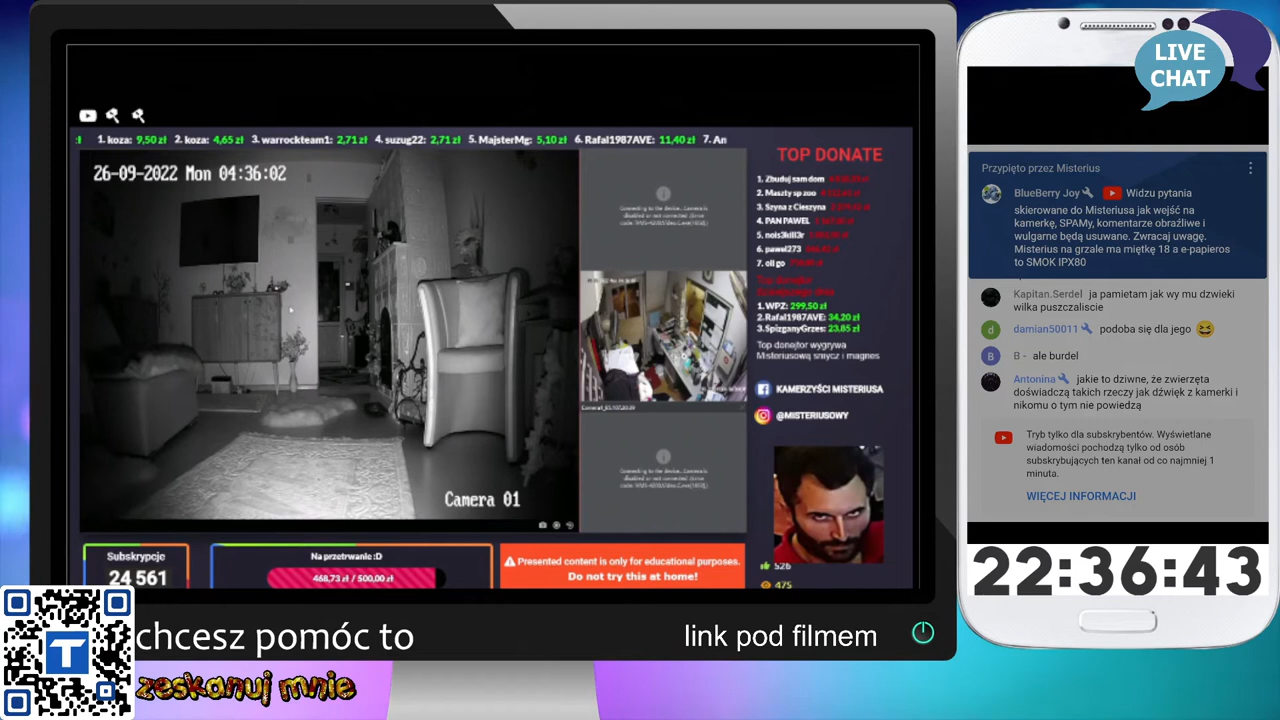 1. koza: 9,50 zł 2. koza: 4,65 zł 3. warrockteam1: 2,71 zł 4. suzug22: 2,71 zł 5. MajsterMg: 5,10 zł 6. Rafal1987AVE: 11,40 zł 7. An
26-09-2022 Mon 04:36:02
Camera 01
TOP DONATE
1. Zbuduj sam dom
2. Maszty sp zoo
3. Szyna z Cieszyna
4. PAN PAWEL
5. nois3kill3r
6. pawel273
7. oli go
Top donejtor
1. WPZ: 299,50 zł
2. Rafal1987AVE: 34,20 zł
3. SpizganyGrzes: 23,85 zł
Top donejtor wygrywa
Misteriusową smycz i magnes
KAMERZYŚCI MISTERIUSA
@MISTERIUSOWY
526
475
Subskrypcje
24 561
Na przetrwanie :D
468,73 zł / 500,00 zł
Presented content is only for educational purposes.
Do not try this at home!
chcesz pomóc to
link pod filmem
zeskanuj mnie
T
LIVE
CHAT
Przypięto przez Misterius
BlueBerry Joy Widzu pytania
skierowane do Misteriusa jak wejść na
kamerkę, SPAMy, komentarze obraźliwe i
wulgarne będą usuwane. Zwracaj uwagę.
Misterius na grzale ma miętkę 18 a e-papieros
to SMOK IPX80
Kapitan.Serdel ja pamietam jak wy mu dzwieki
wilka puszczaliscie
damian50011 podoba się dla jego
B - ale burdel
Antonina jakie to dziwne, że zwierzęta
doświadczą takich rzeczy jak dźwięk z kamerki i
nikomu o tym nie powiedzą
Tryb tylko dla subskrybentów. Wyświetlane
wiadomości pochodzą tylko od osób
subskrybujących ten kanał od co najmniej 1
minuta.
WIĘCEJ INFORMACJI
22:36:43